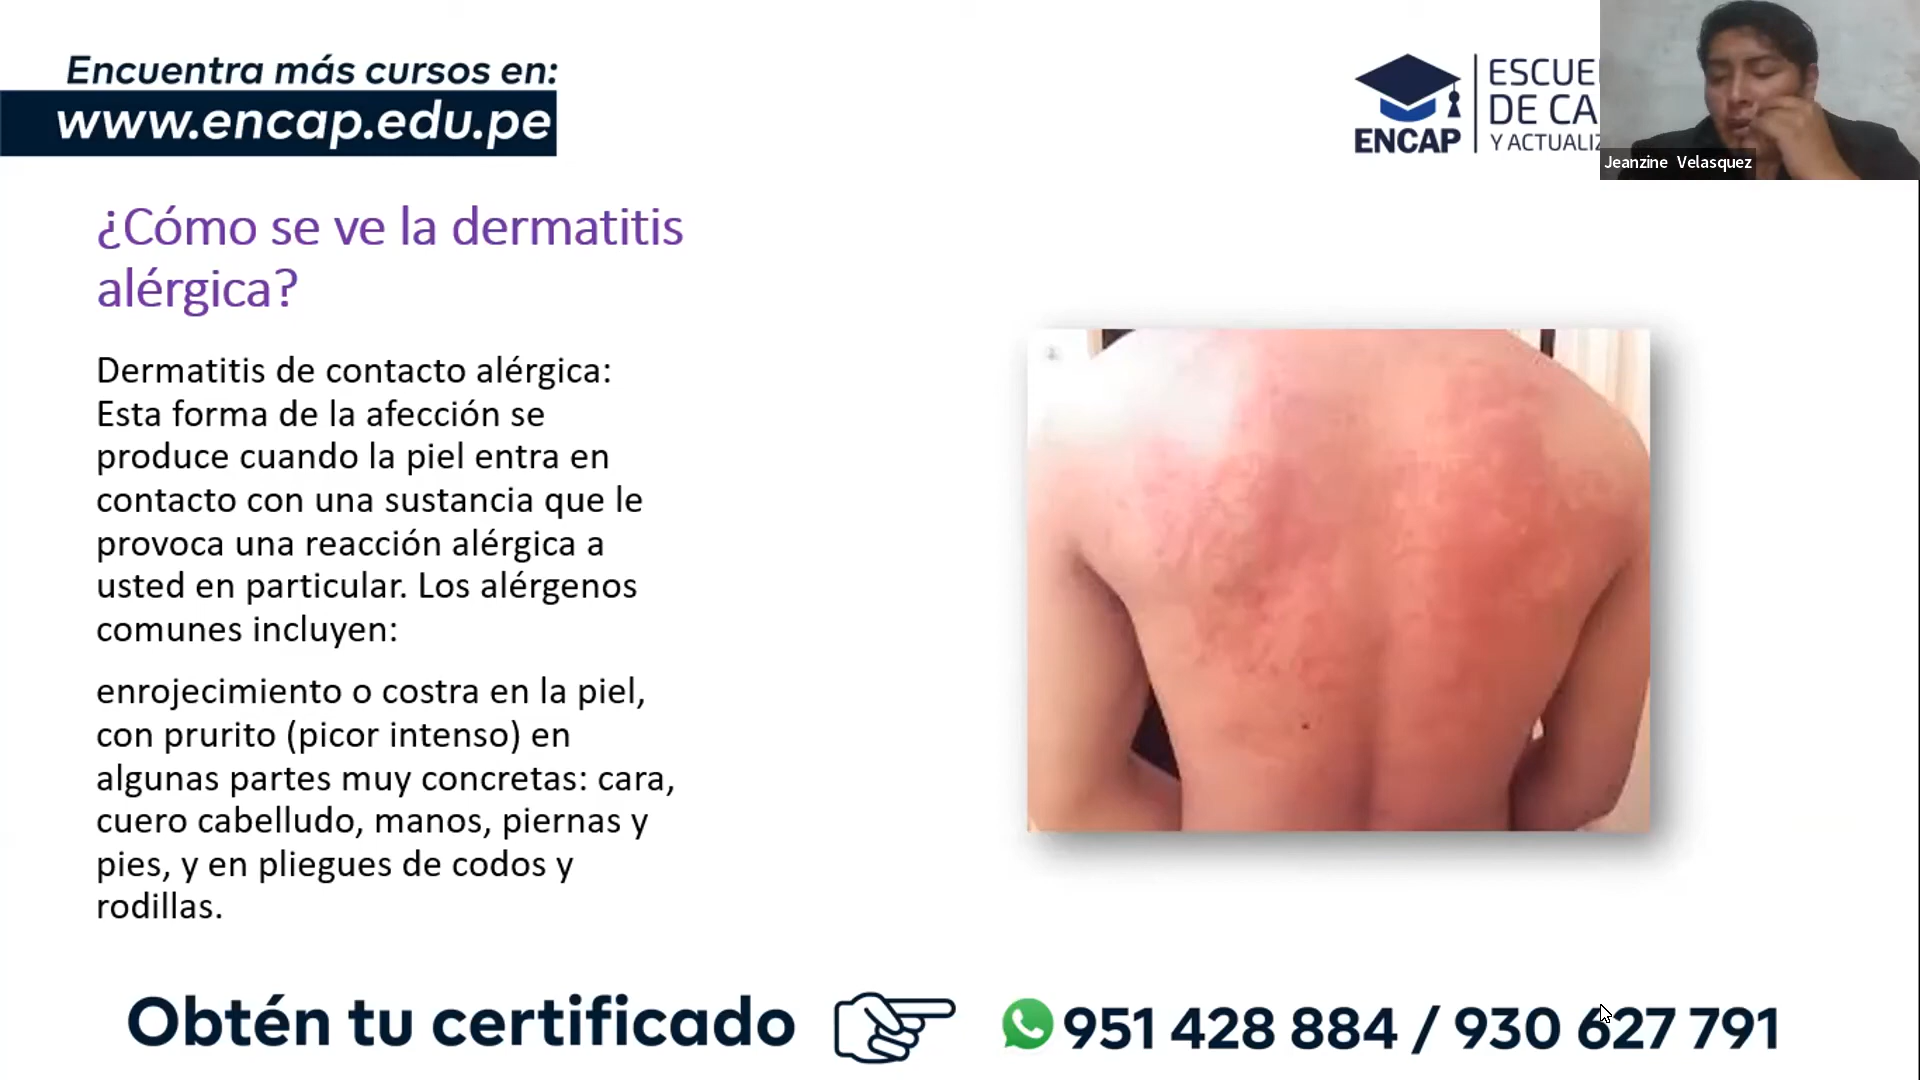 Encuentra más cursos en:
www.encap.edu.pe
ENCAP
DE CA
Y ACTUALIZ
Jeanzine Velasquez
¿Cómo se ve la dermatitis
alérgica?
Dermatitis de contacto alérgica:
Esta forma de la afección se
produce cuando la piel entra en
contacto con una sustancia que le
provoca una reacción alérgica a
usted en particular. Los alérgenos
comunes incluyen:
enrojecimiento o costra en la piel,
con prurito (picor intenso) en
algunas partes muy concretas: cara,
cuero cabelludo, manos, piernas y
pies, y en pliegues de codos y
rodillas.
Obtén tu certificado
951 428 884 / 930 627 791